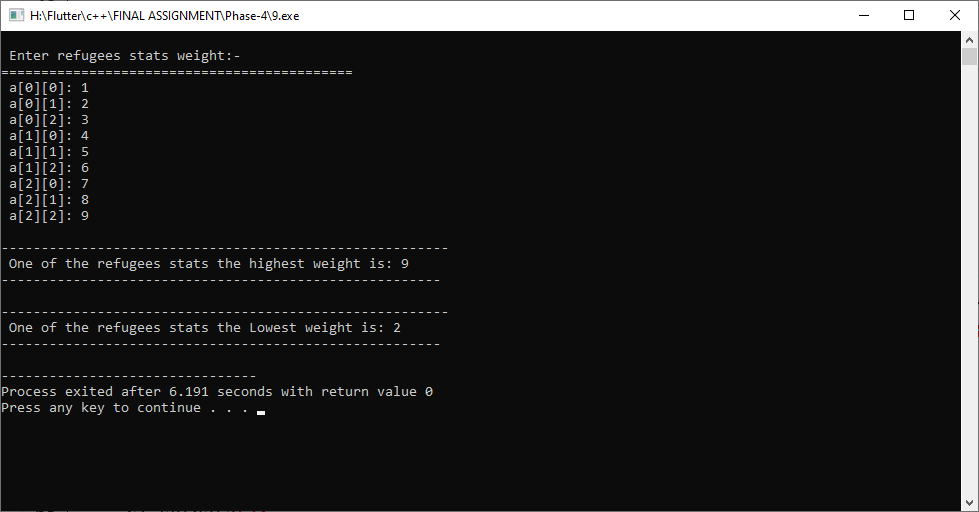 H:\Flutter\c++\FINAL ASSIGNMENT\Phase-4\9.exe
Enter refugees stats weight:-
============================================
a[0][0]: 1
a[0][1]: 2
a[0][2]: 3
a[1][0]: 4
a[1][1]: 5
a[1][2]: 6
a[2][0]: 7
a[2][1]: 8
a[2][2]: 9
--------------------------------------------------------
One of the refugees stats the highest weight is: 9
-------------------------------------------------------
--------------------------------------------------------
One of the refugees stats the Lowest weight is: 2
-------------------------------------------------------
--------------------------------
Process exited after 6.191 seconds with return value 0
Press any key to continue . . .